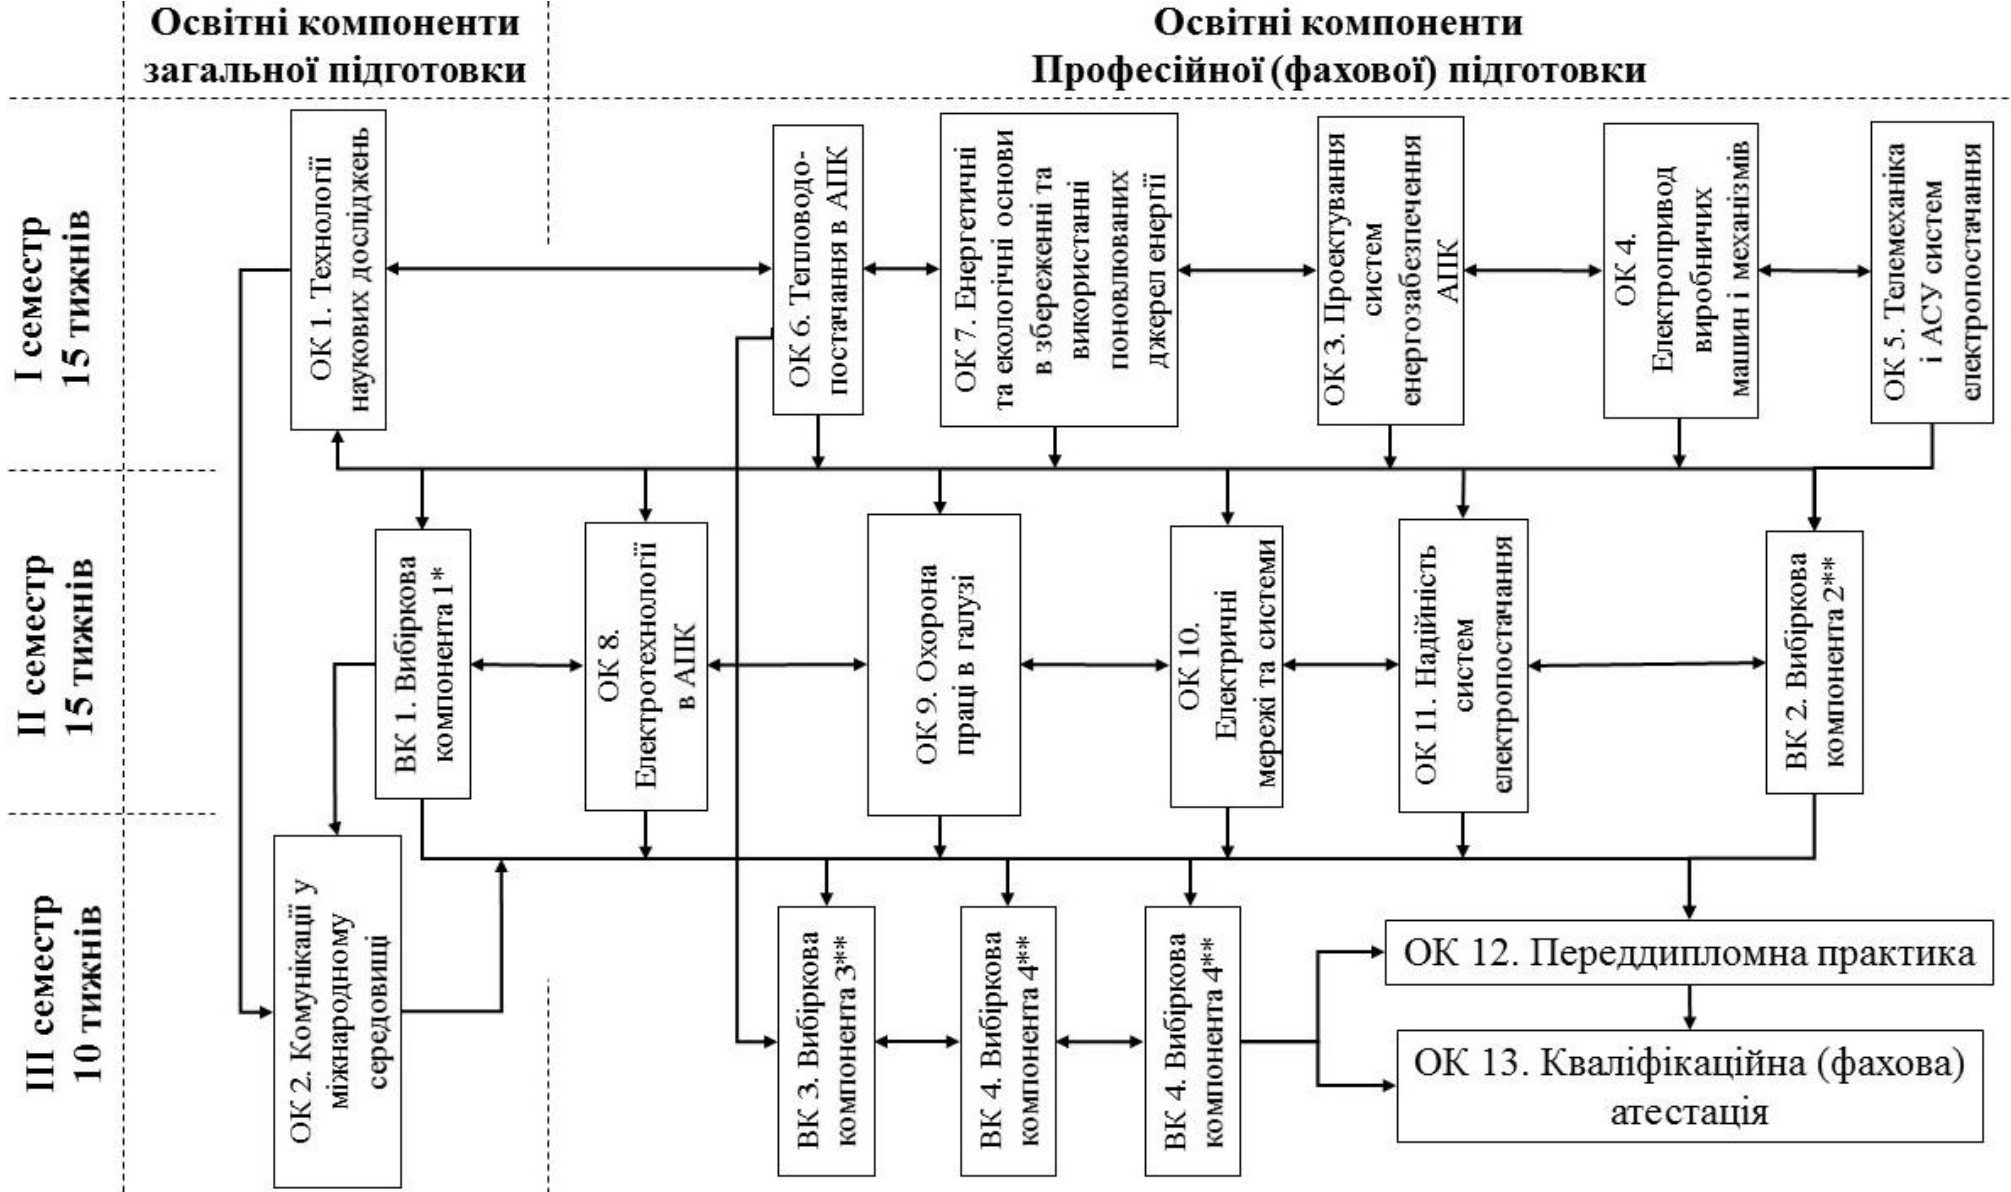 Освітні компоненти
загальної підготовки
Освітні компоненти
Професійної (фахової) підготовки
I семестр
15 тижнів
ОК 1. Технології
наукових досліджень
ОК 6. Тепловодо-
постачання в АПК
ОК 7. Енергетичні
та екологічні основи
в збереженні та
використанні
поновлюваних
джерел енергії
ОК 3. Проектування
систем
енергозабезпечення
АПК
ОК 4.
Електропривод
виробничих
машин і механізмів
ОК 5. Телемеханіка
і АСУ систем
електропостачання
II семестр
15 тижнів
ВК 1. Вибіркова
компонента 1*
ОК 8.
Електротехнології
в АПК
ОК 9. Охорона
праці в галузі
ОК 10.
Електричні
мережі та системи
ОК 11. Надійність
систем
електропостачання
ВК 2. Вибіркова
компонента 2**
III семестр
10 тижнів
ОК 2. Комунікації у
міжнародному
середовищі
ВК 3. Вибіркова
компонента 3**
ВК 4. Вибіркова
компонента 4**
ВК 4. Вибіркова
компонента 4**
ОК 12. Переддипломна практика
ОК 13. Кваліфікаційна (фахова)
атестація